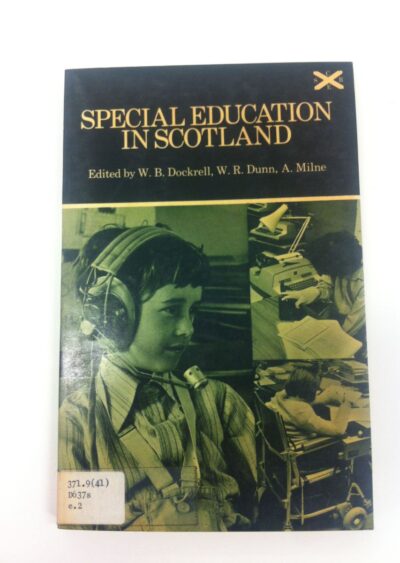 S C R E
SPECIAL EDUCATION
IN SCOTLAND
Edited by W. B. Dockrell, W. R. Dunn, A. Milne
371.9(41)
D637s
c.2